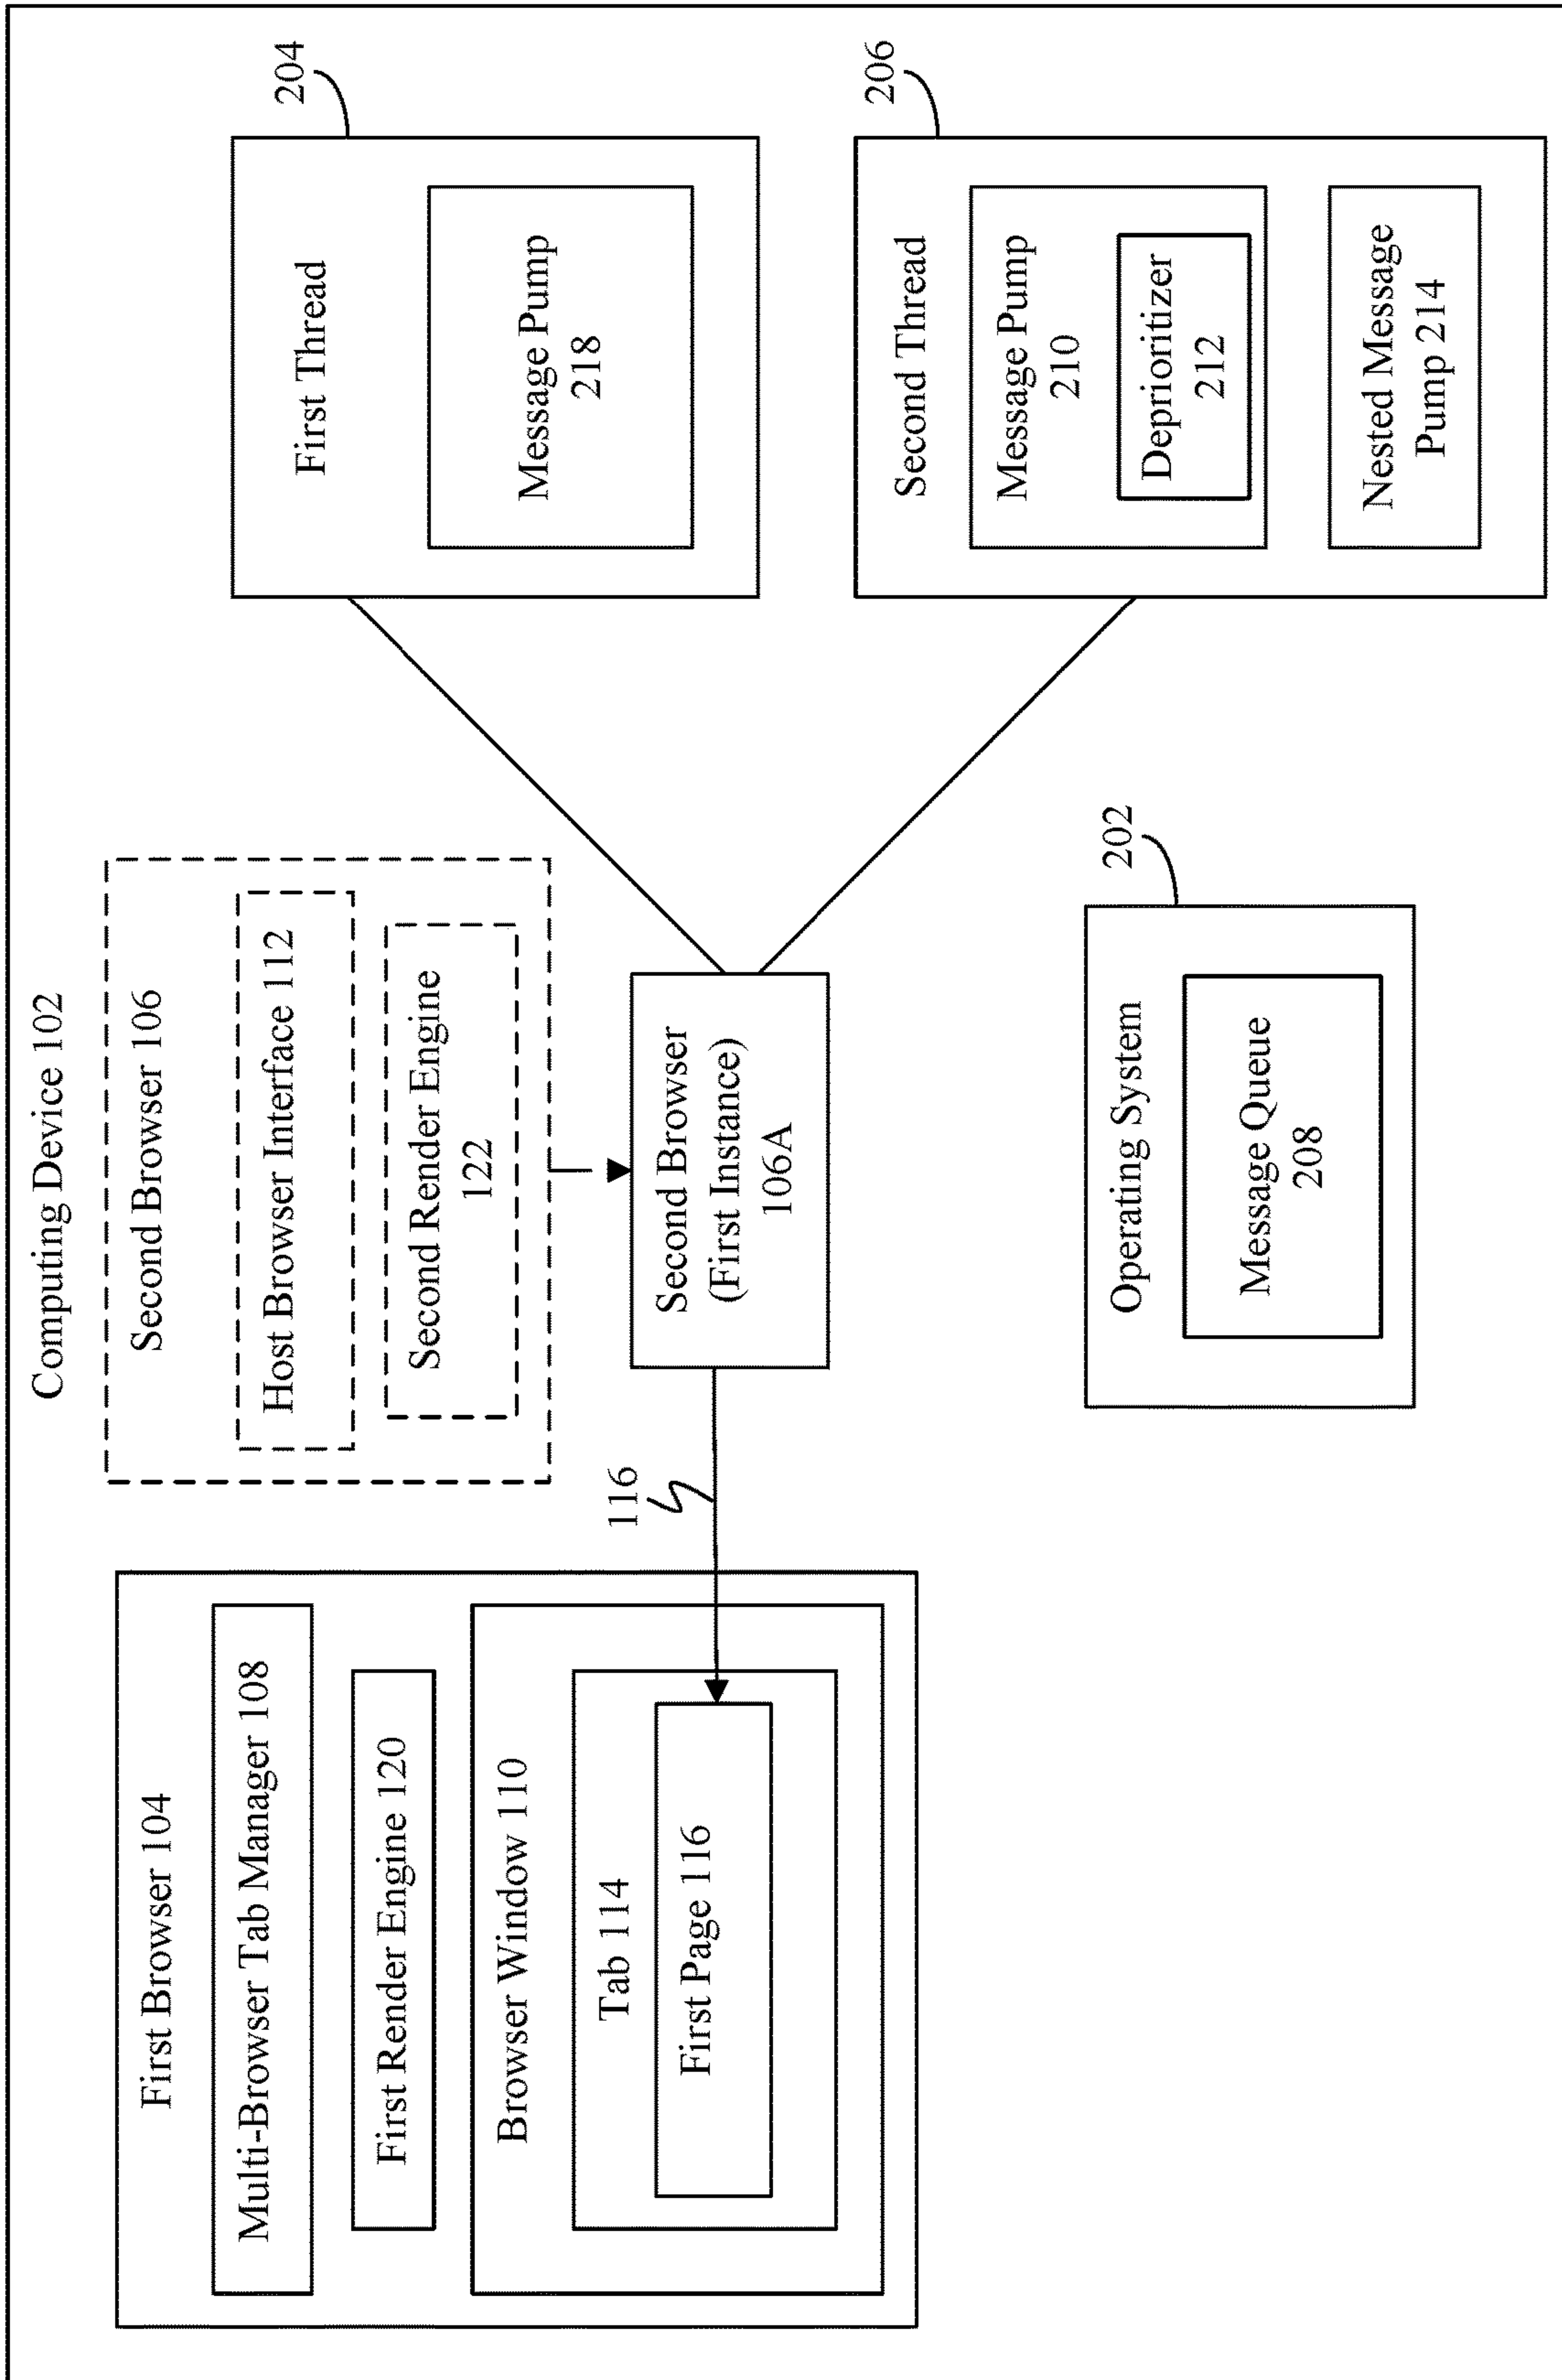 Computing Device 102
First Browser 104
Multi-Browser Tab Manager 108
First Render Engine 120
Browser Window 110
Tab 114
First Page 116
116
Second Browser 106
Host Browser Interface 112
Second Render Engine
122
Second Browser
(First Instance)
106A
202
Operating System
Message Queue
208
204
First Thread
Message Pump
218
206
Second Thread
Message Pump
210
Deprioritizer
212
Nested Message
Pump 214